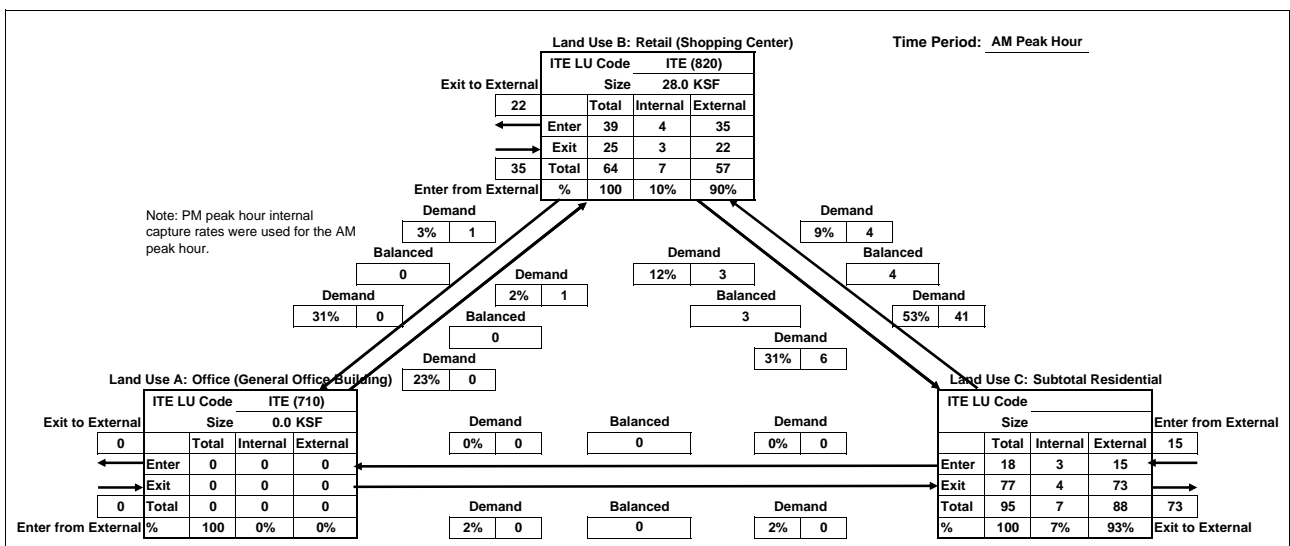 Land Use B: Retail (Shopping Center)
Time Period: AM Peak Hour
ITE LU Code ITE (820)
Exit to External Size 28.0 KSF
22 Total Internal External
Enter 39 4 35
Exit 25 3 22
35 Total 64 7 57
Enter from External % 100 10% 90%
Note: PM peak hour internal
capture rates were used for the AM
peak hour.
Demand
3% 1
Balanced
0
Demand
31% 0
Demand
2% 1
Balanced
0
Demand
23% 0
Demand
12% 3
Balanced
3
Demand
31% 6
Demand
9% 4
Balanced
4
Demand
53% 41
Land Use A: Office (General Office Building)
ITE LU Code ITE (710)
Exit to External Size 0.0 KSF
0 Total Internal External
Enter 0 0 0
Exit 0 0 0
0 Total 0 0 0
Enter from External % 100 0% 0%
Demand Balanced Demand
0% 0 0 0% 0
Demand Balanced Demand
2% 0 0 2% 0
Land Use C: Subtotal Residential
ITE LU Code
Size Enter from External
Total Internal External 15
Enter 18 3 15
Exit 77 4 73
Total 95 7 88 73
% 100 7% 93% Exit to External